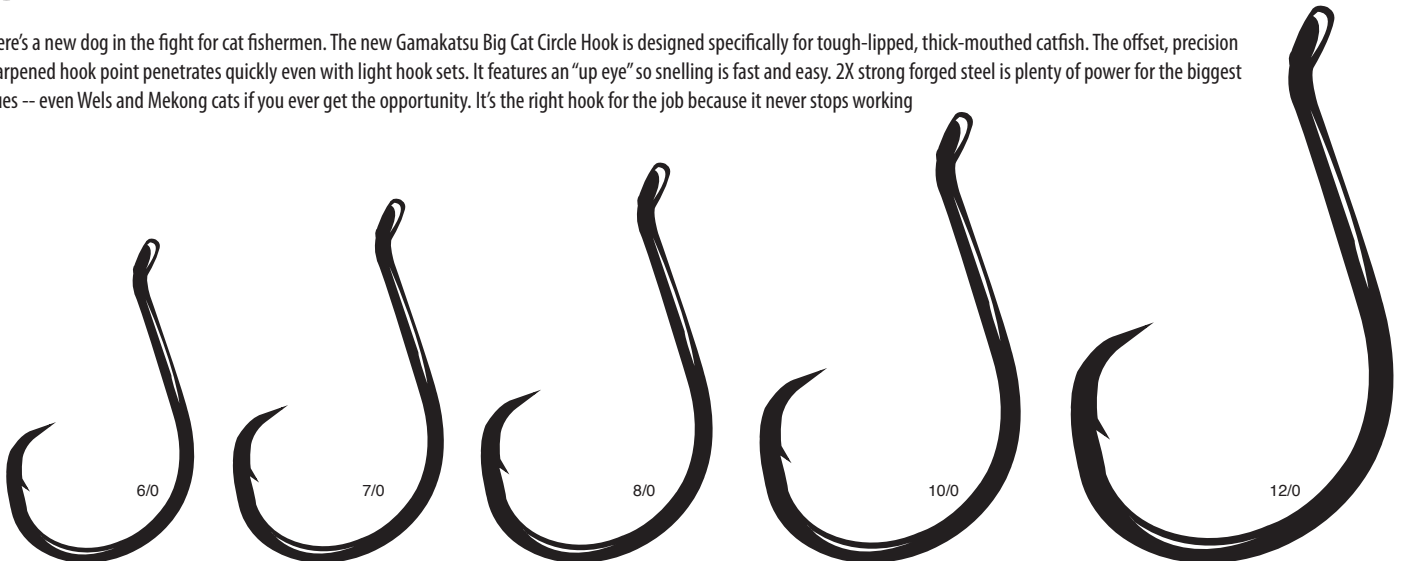 ere's a new dog in the fight for cat fishermen. The new Gamakatsu Big Cat Circle Hook is designed specifically for tough-lipped, thick-mouthed catfish. The offset, precision
arpened hook point penetrates quickly even with light hook sets. It features an “up eye” so snelling is fast and easy. 2X strong forged steel is plenty of power for the biggest
ues -- even Wels and Mekong cats if you ever get the opportunity. It's the right hook for the job because it never stops working
6/0
7/0
8/0
10/0
12/0